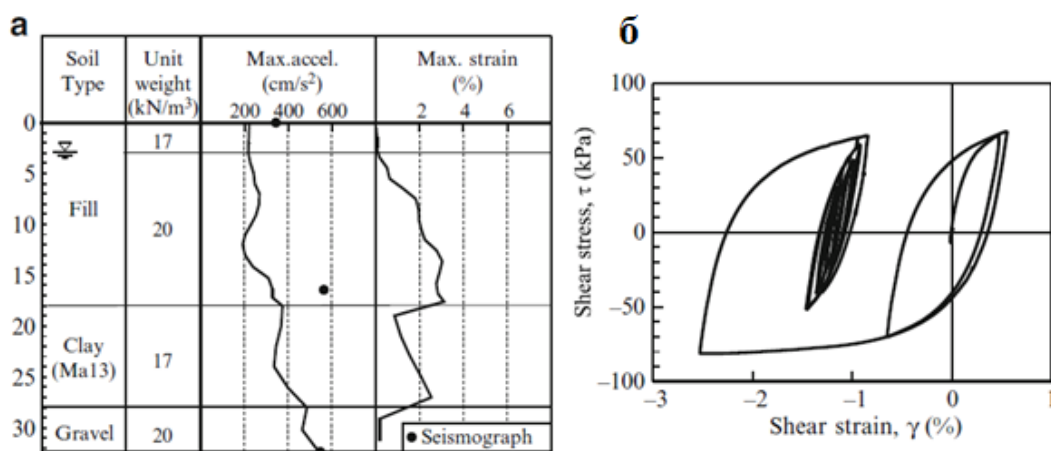 а
Soil
Type
Unit
weight
(kN/m³)
Max.accel.
(cm/s²)
200 400 600
Max. strain
(%)
2 4 6
0
5
10
15
20
25
30
17
Fill
20
Clay
(Ma13)
17
Gravel
20
● Seismograph
б
100
50
0
−50
−100
Shear stress, τ (kPa)
−3 −2 −1 0 1
Shear strain, γ (%)